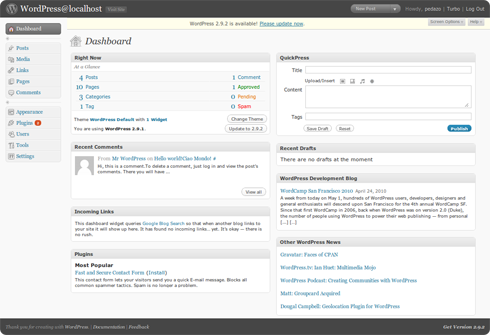 WordPress@localhost
New Post
Howdy, pedazo | Turbo | Log Out
WordPress 2.9.2 is available! Please update now.
Screen Options
Help
Dashboard
Posts
Media
Links
Pages
Comments
Appearance
Plugins
Users
Tools
Settings
Dashboard
Right Now
At a Glance
4 Posts 1 Comment
10 Pages 1 Approved
3 Categories 0 Pending
1 Tag 0 Spam
Theme WordPress Default with 1 Widget
Change Theme
You are using WordPress 2.9.1.
Update to 2.9.2
Recent Comments
From Mr WordPress on Hello world!Ciao Mondo! #
Hi, this is a comment.To delete a comment, just log in and view the post's
comments. There you will have ...
View all
Incoming Links
This dashboard widget queries Google Blog Search so that when another blog links to
your site it will show up here. It has found no incoming links... yet. It's okay — there is
no rush.
Plugins
Most Popular
Fast and Secure Contact Form (Install)
This contact form lets your visitors send you a quick E-mail message. Blocks all
common spammer tactics. Spam is no longer a problem.
QuickPress
Title
Upload/Insert
Content
Tags
Save Draft
Reset
Publish
Recent Drafts
There are no drafts at the moment
WordPress Development Blog
WordCamp San Francisco 2010 April 24, 2010
A week from today on May 1, hundreds of WordPress users, developers, designers and
general enthusiasts will descend upon San Francisco for the 4th annual WordCamp SF.
Since that first WordCamp in 2006, back when WordPress was on version 2.0 (Duke),
the number of people using WordPress to power their web publishing — from personal
[...] [...]
Other WordPress News
Gravatar: Faces of CPAN
WordPress.tv: Ian Hurt: Multimedia Mojo
WordPress Podcast: Creating Communities with WordPress
Matt: Groupcard Acquired
Dougal Campbell: Geolocation Plugin for WordPress
Thank you for creating with WordPress | Documentation | Feedback
Get Version 2.9.2